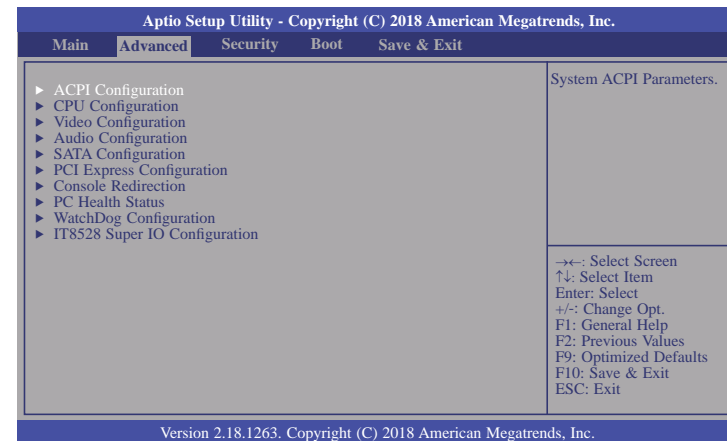 Aptio Setup Utility - Copyright (C) 2018 American Megatrends, Inc.
Main Advanced Security Boot Save & Exit
► ACPI Configuration
► CPU Configuration
► Video Configuration
► Audio Configuration
► SATA Configuration
► PCI Express Configuration
► Console Redirection
► PC Health Status
► WatchDog Configuration
► IT8528 Super IO Configuration
System ACPI Parameters.
→←: Select Screen
↑↓: Select Item
Enter: Select
+/-: Change Opt.
F1: General Help
F2: Previous Values
F9: Optimized Defaults
F10: Save & Exit
ESC: Exit
Version 2.18.1263. Copyright (C) 2018 American Megatrends, Inc.